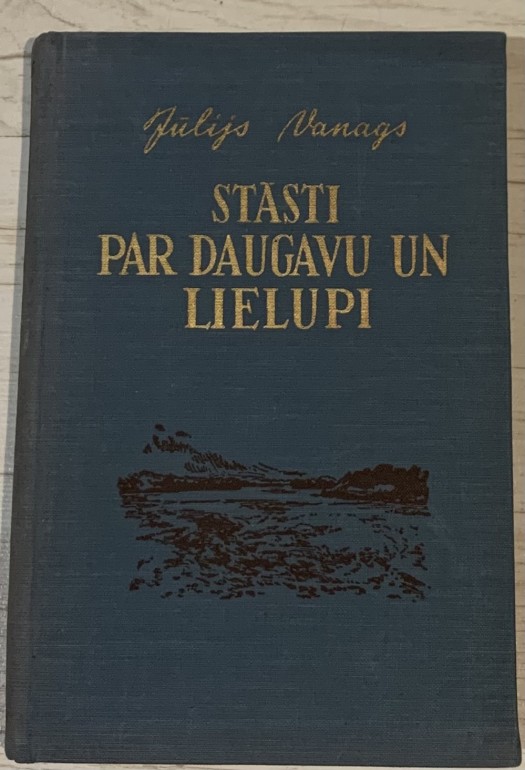 Jūlijs Vanags
STĀSTI
PAR DAUGAVU UN
LIELUPI